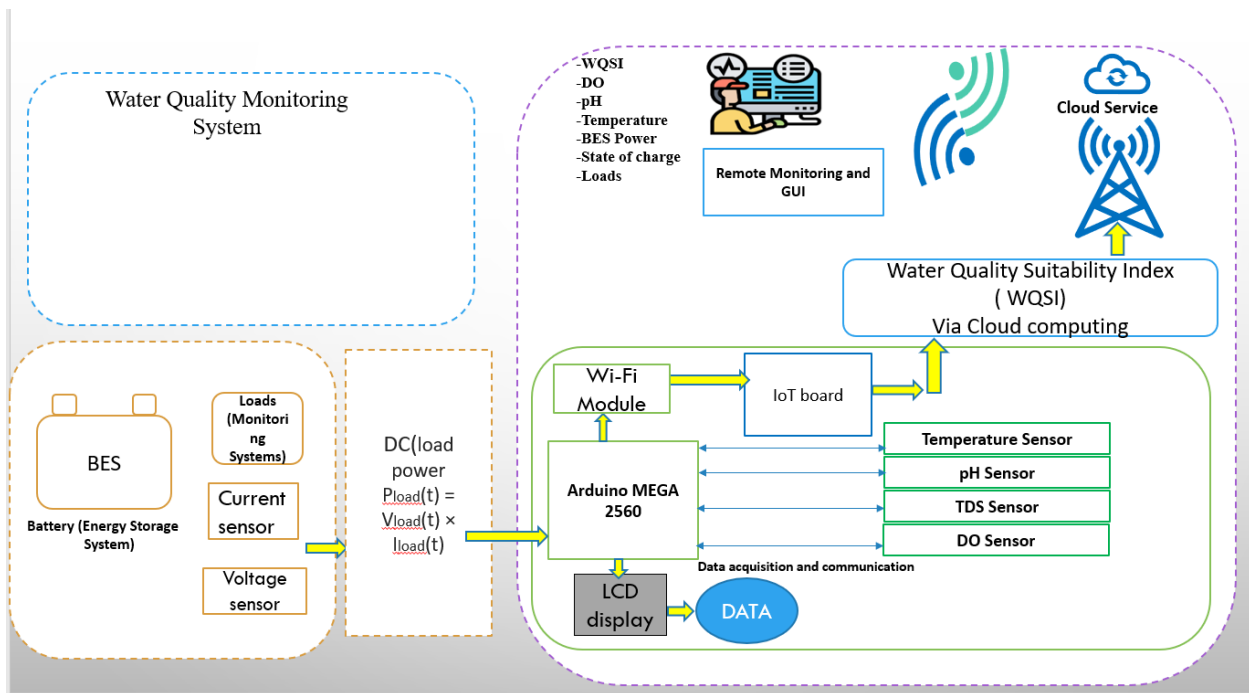 Water Quality Monitoring
System
-WQSI
-DO
-pH
-Temperature
-BES Power
-State of charge
-Loads
Remote Monitoring and
GUI
Cloud Service
Water Quality Suitability Index
( WQSI)
Via Cloud computing
BES
Battery (Energy Storage
System)
Loads
(Monitori
ng
Systems)
Current
sensor
Voltage
sensor
DC(load
power
Pload(t) =
Vload(t) ×
Iload(t)
Wi-Fi
Module
IoT board
Arduino MEGA
2560
Temperature Sensor
pH Sensor
TDS Sensor
DO Sensor
Data acquisition and communication
LCD
display
DATA